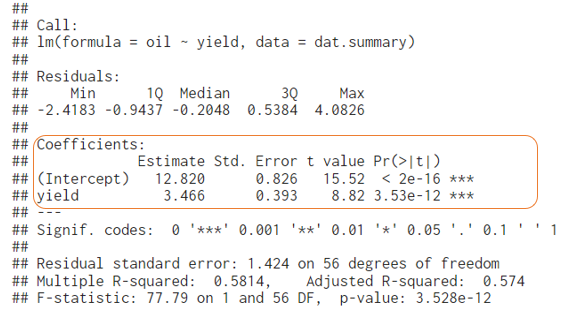 ##
## Call:
## lm(formula = oil ~ yield, data = dat.summary)
##
## Residuals:
##     Min      1Q  Median      3Q     Max
## -2.4183 -0.9437 -0.2048  0.5384  4.0826
##
## Coefficients:
##             Estimate Std. Error t value Pr(>|t|)
## (Intercept)   12.820      0.826   15.52  < 2e-16 ***
## yield          3.466      0.393    8.82 3.53e-12 ***
## ---
## Signif. codes:  0 '***' 0.001 '**' 0.01 '*' 0.05 '.' 0.1 ' ' 1
##
## Residual standard error: 1.424 on 56 degrees of freedom
## Multiple R-squared:  0.5814,    Adjusted R-squared:  0.574
## F-statistic: 77.79 on 1 and 56 DF,  p-value: 3.528e-12